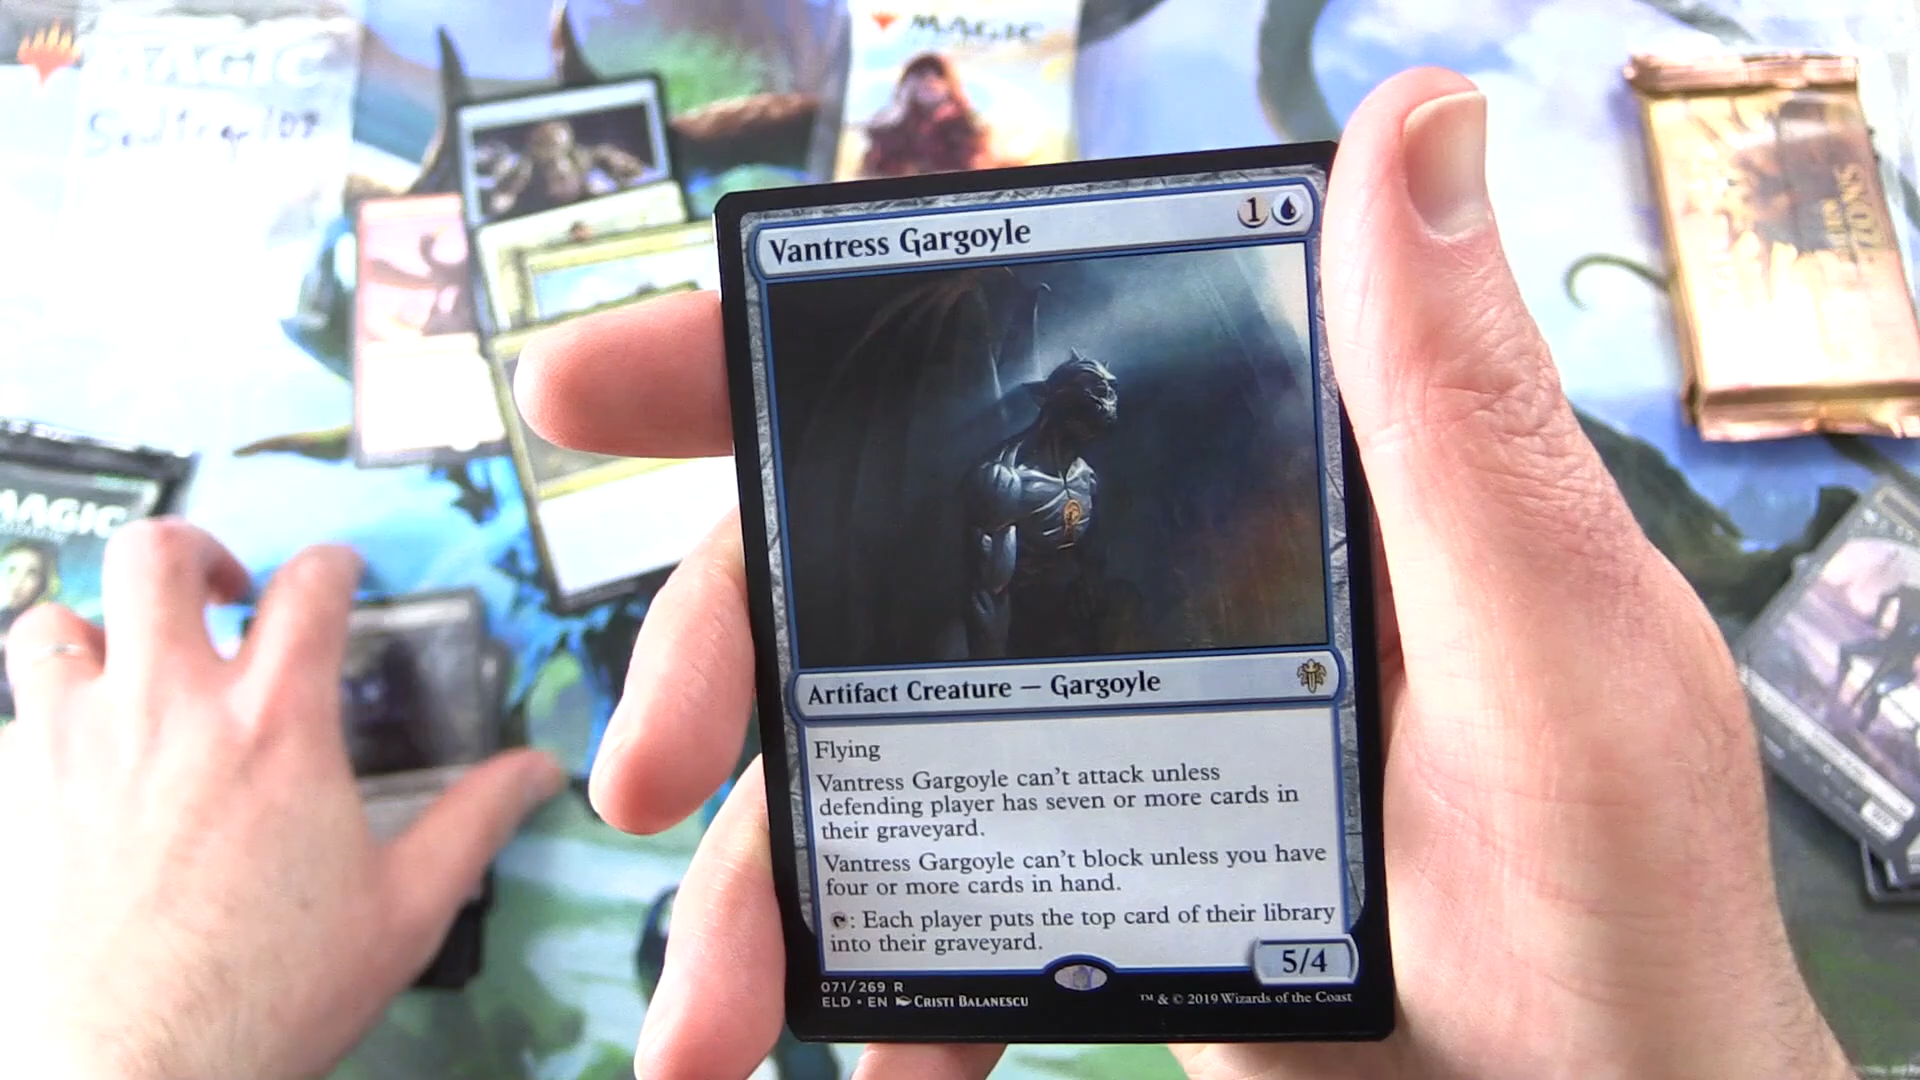 MAGIC
MAGIC
MAGIC
Vantress Gargoyle
1
Artifact Creature — Gargoyle
Flying
Vantress Gargoyle can't attack unless
defending player has seven or more cards in
their graveyard.
Vantress Gargoyle can't block unless you have
four or more cards in hand.
: Each player puts the top card of their library
into their graveyard.
5/4
071/269 R
ELD • EN CRISTI BALANESCU
™ & © 2019 Wizards of the Coast